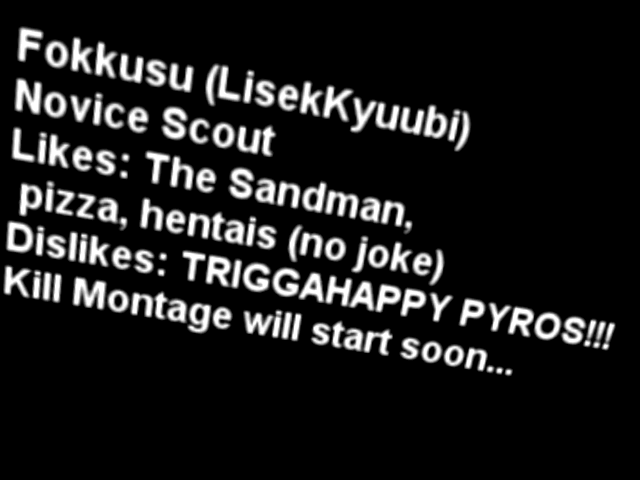 Fokkusu (LisekKyuubi)
Novice Scout
Likes: The Sandman,
pizza, hentais (no joke)
Dislikes: TRIGGAHAPPY PYROS!!!
Kill Montage will start soon...